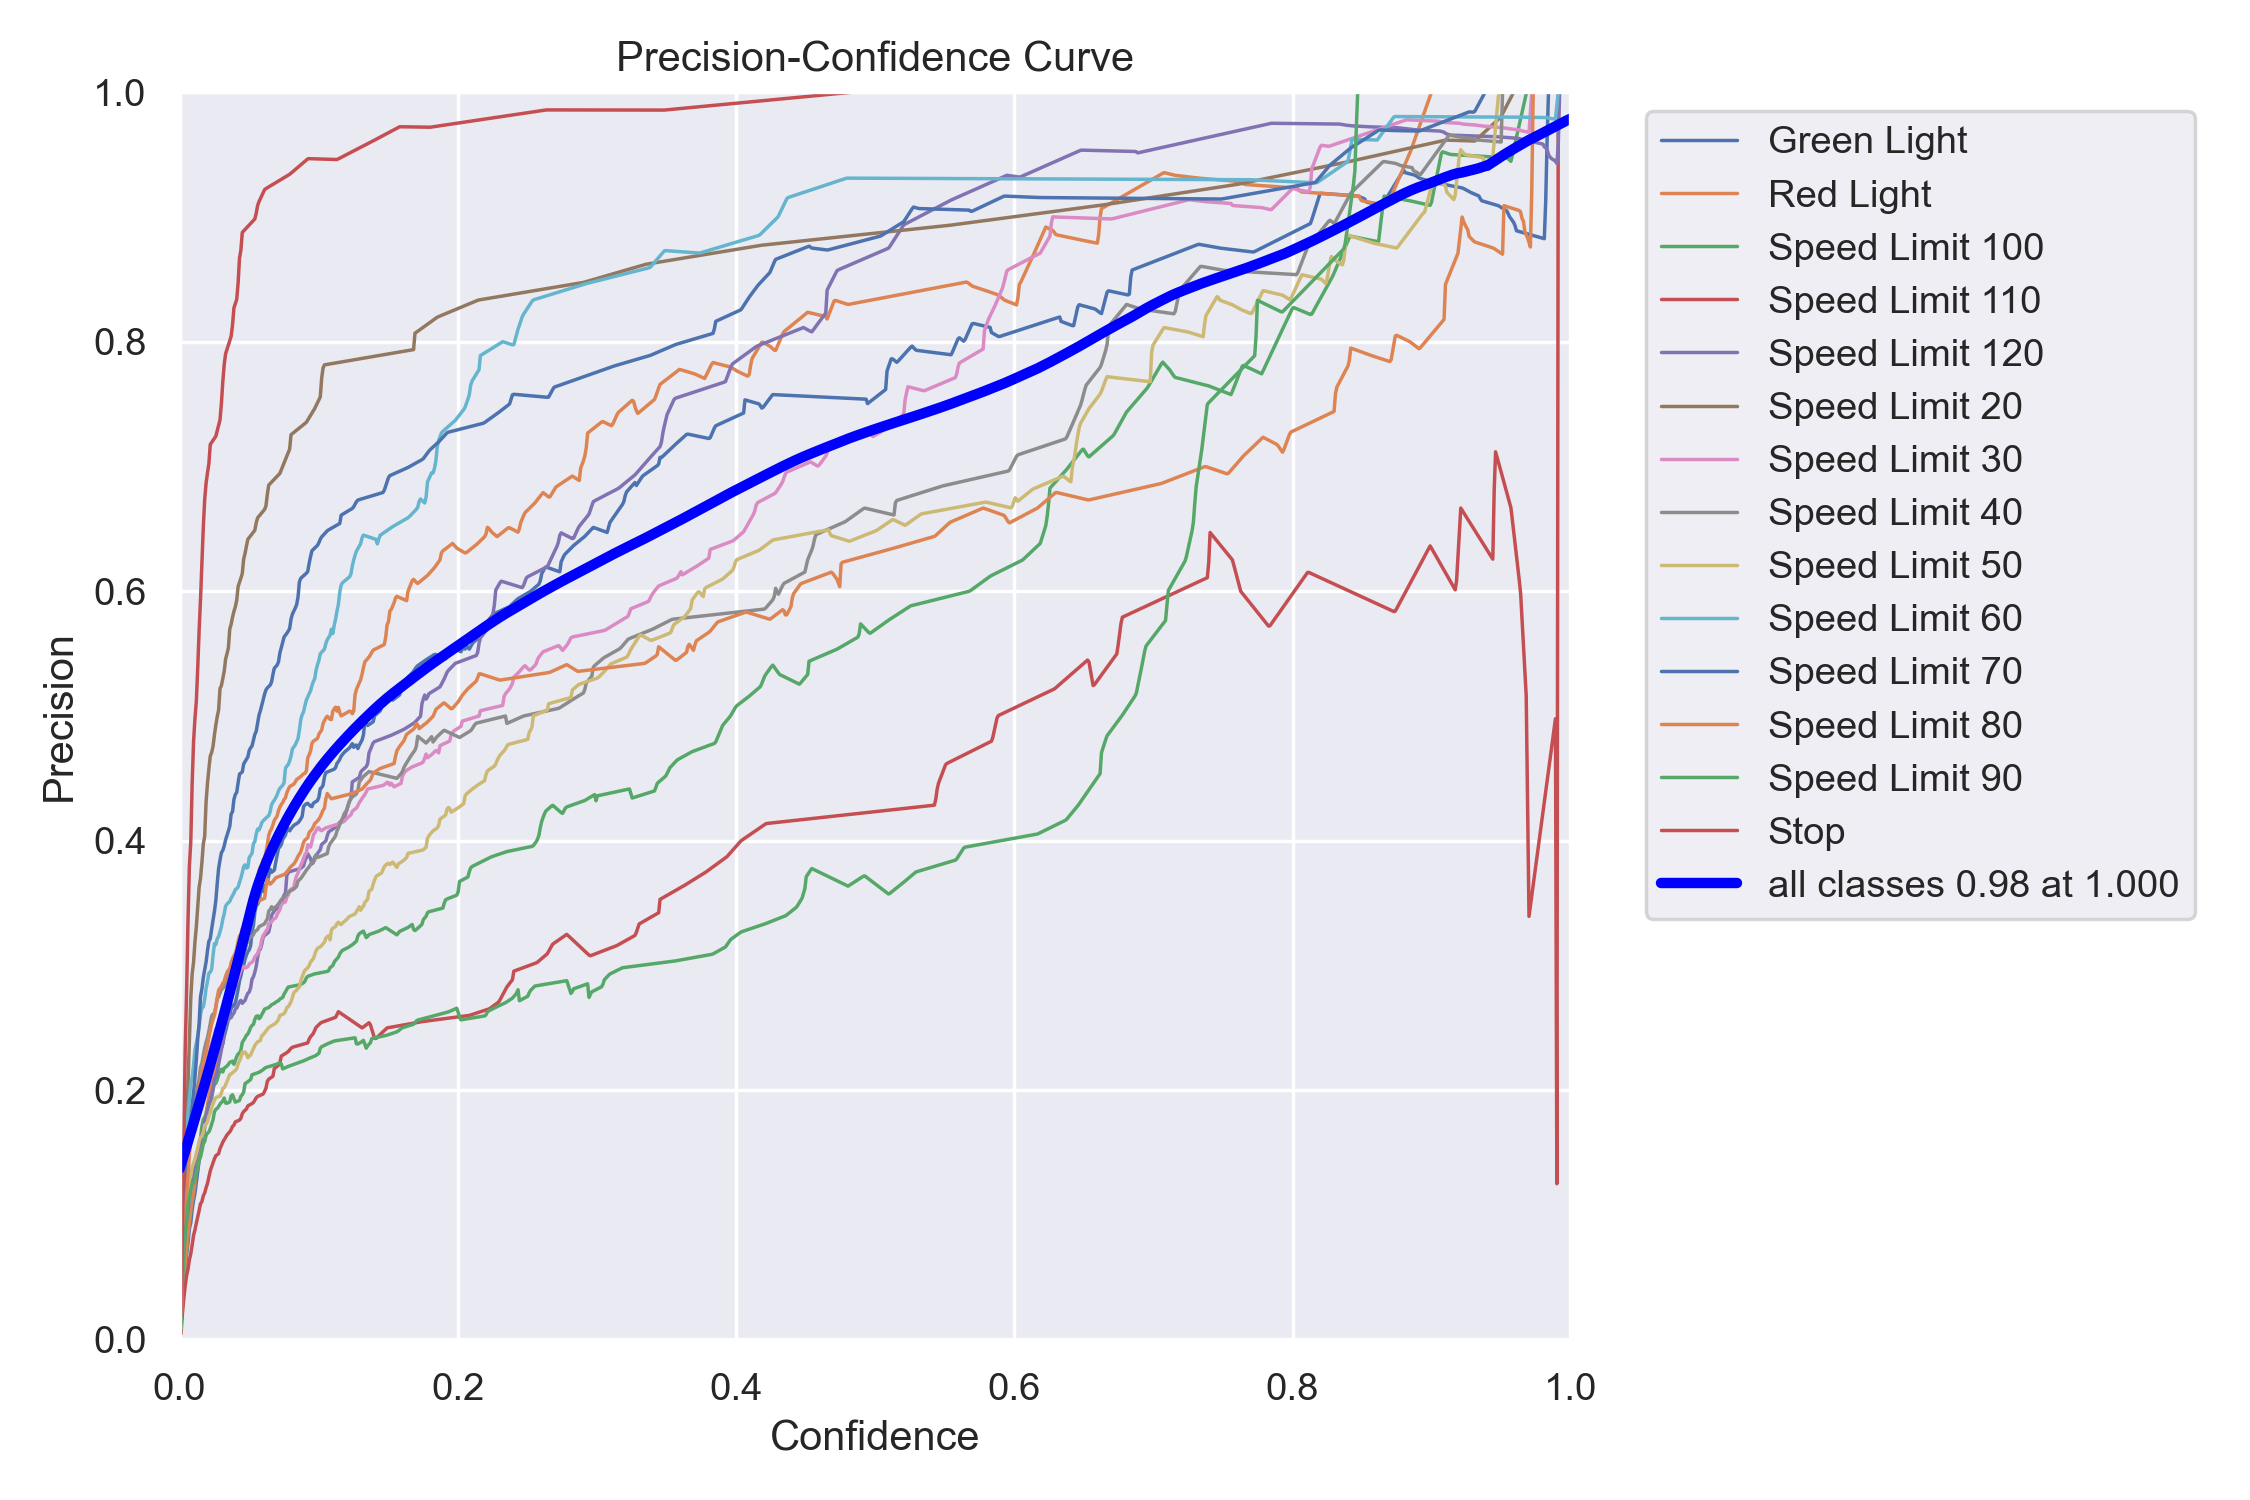 Precision-Confidence Curve
1.0
0.8
0.6
0.4
0.2
0.0
Precision
0.0 0.2 0.4 0.6 0.8 1.0
Confidence
Green Light
Red Light
Speed Limit 100
Speed Limit 110
Speed Limit 120
Speed Limit 20
Speed Limit 30
Speed Limit 40
Speed Limit 50
Speed Limit 60
Speed Limit 70
Speed Limit 80
Speed Limit 90
Stop
all classes 0.98 at 1.000